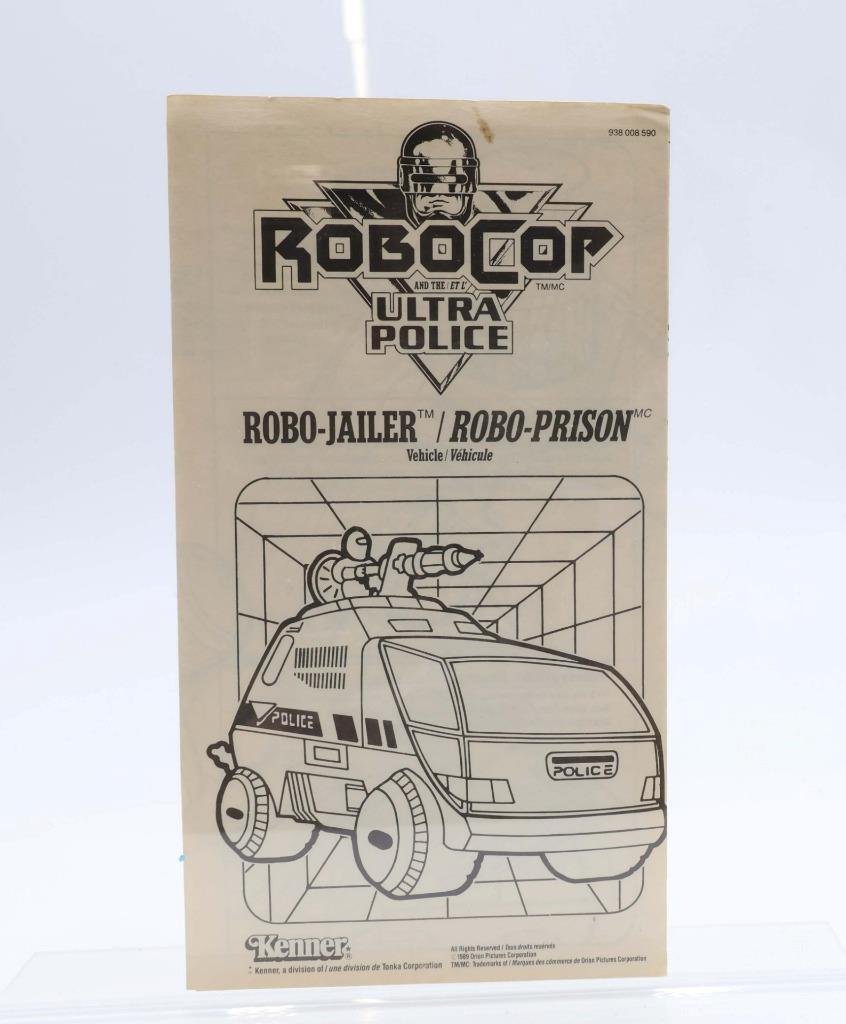 938 008 590
ROBOCOP
TM/MC
AND THE / ET L'
ULTRA
POLICE
ROBO-JAILER™ / ROBO-PRISON MC
Vehicle / Véhicule
POLICE
POLICE
Kenner®
* Kenner, a division of / une division de Tonka Corporation
All Rights Reserved / Tous droits reservés
© 1989 Orion Pictures Corporation
TM/MC: Trademarks of / Marques des commerce de Orion Pictures Corporation